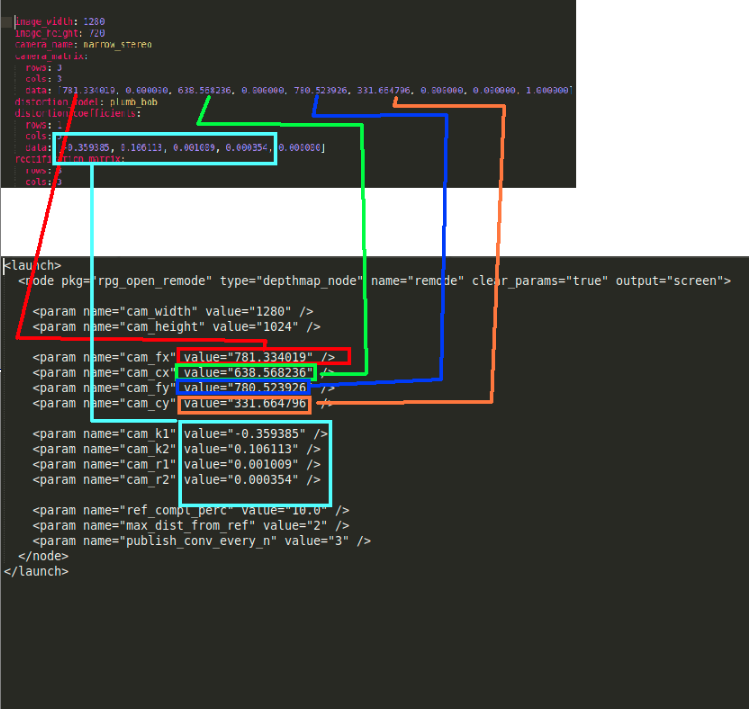 image_width: 1280
image_height: 720
camera_name: narrow_stereo
camera_matrix:
rows: 3
cols: 3
data: [781.334019, 0.000000, 638.568236, 0.000000, 780.523926, 331.664796, 0.000000, 0.000000, 1.000000]
distortion_model: plumb_bob
distortion_coefficients:
rows: 1
cols: 5
data: [-0.359385, 0.106113, 0.001009, 0.000354, 0.000000]
rectification_matrix:
rows: 3
cols: 3
<launch>
<node pkg="rpg_open_remode" type="depthmap_node" name="remode" clear_params="true" output="screen">
<param name="cam_width" value="1280" />
<param name="cam_height" value="1024" />
<param name="cam_fx" value="781.334019" />
<param name="cam_cx" value="638.568236" />
<param name="cam_fy" value="780.523926
<param name="cam_cy" value="331.664796 />
<param name="cam_k1" value="-0.359385" />
<param name="cam_k2" value="0.106113" />
<param name="cam_r1" value="0.001009" />
<param name="cam_r2" value="0.000354" />
<param name="ref_compl_perc" value="10.0" />
<param name="max_dist_from_ref" value="2" />
<param name="publish_conv_every_n" value="3" />
</node>
</launch>